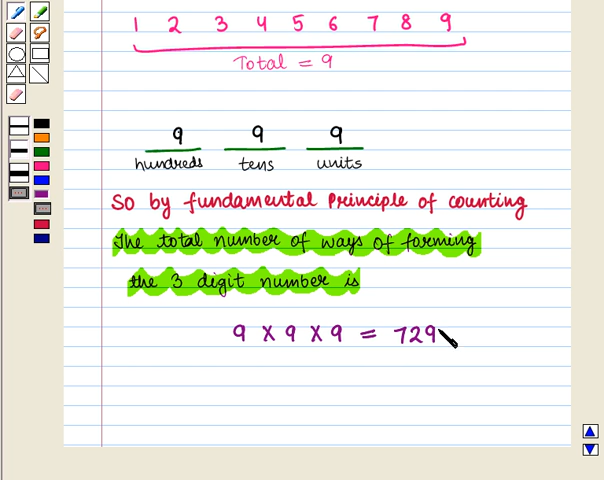 1 2 3 4 5 6 7 8 9
Total = 9
9 9 9
hundreds tens units
So by fundamental Principle of counting
The total number of ways of forming
the 3 digit number is
9 X 9 X 9 = 729